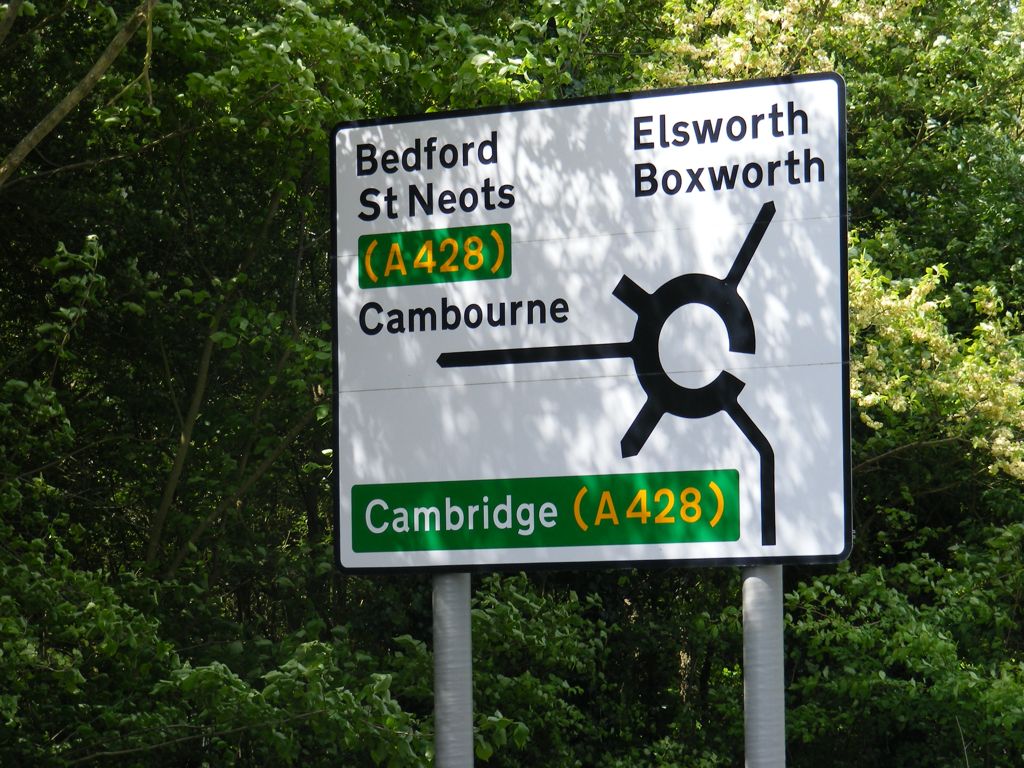 Bedford
St Neots
(A428)
Cambourne
Elsworth
Boxworth
Cambridge (A428)